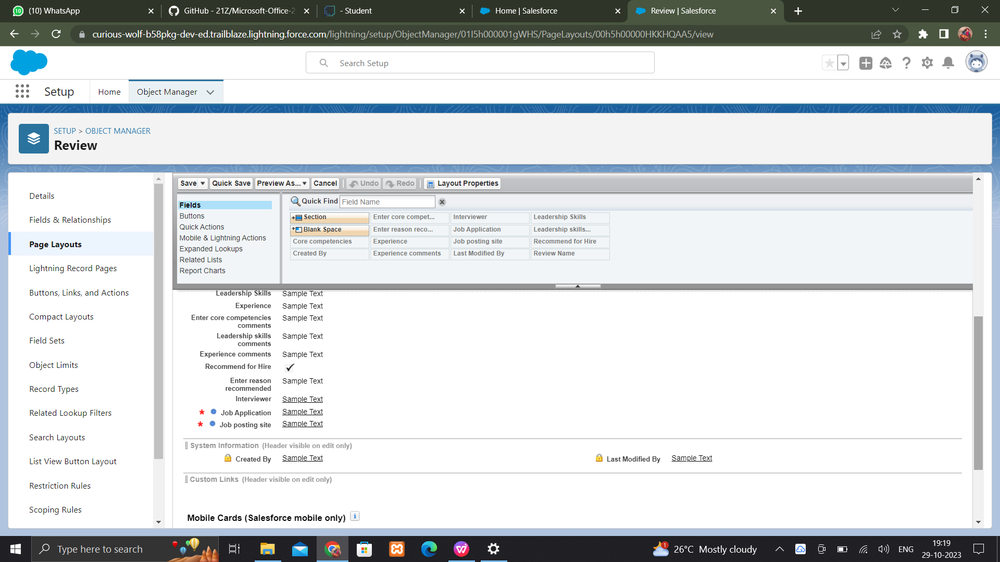 (10) WhatsApp
GitHub - 21Z/Microsoft-Office-2
- Student
Home | Salesforce
Review | Salesforce
curious-wolf-b58pkg-dev-ed.trailblaze.lightning.force.com/lightning/setup/ObjectManager/01I5h000001gWHS/PageLayouts/00h5h00000HKKHQAA5/view
Search Setup
Setup
Home
Object Manager
SETUP > OBJECT MANAGER
Review
Details
Fields & Relationships
Page Layouts
Lightning Record Pages
Buttons, Links, and Actions
Compact Layouts
Field Sets
Object Limits
Record Types
Related Lookup Filters
Search Layouts
List View Button Layout
Restriction Rules
Scoping Rules
Save Quick Save Preview As... Cancel Undo Redo Layout Properties
Fields
Buttons
Quick Actions
Mobile & Lightning Actions
Expanded Lookups
Related Lists
Report Charts
Quick Find Field Name
Section Enter core compet... Interviewer Leadership Skills
Blank Space Enter reason reco... Job Application Leadership skills...
Core competencies Experience Job posting site Recommend for Hire
Created By Experience comments Last Modified By Review Name
Leadership Skills Sample Text
Experience Sample Text
Enter core competencies Sample Text
comments
Leadership skills Sample Text
comments
Experience comments Sample Text
Recommend for Hire
Enter reason Sample Text
recommended
Interviewer Sample Text
* Job Application Sample Text
* Job posting site Sample Text
System Information (Header visible on edit only)
Created By Sample Text Last Modified By Sample Text
Custom Links (Header visible on edit only)
Mobile Cards (Salesforce mobile only) i
Type here to search
1
26°C Mostly cloudy
ENG
19:19
29-10-2023